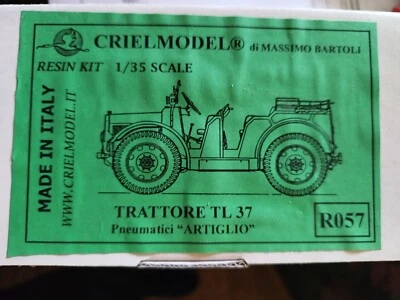 CRIELMODEL® di MASSIMO BARTOLI
RESIN KIT 1/35 SCALE
MADE IN ITALY
WWW.CRIELMODEL.IT
TRATTORE TL 37
Pneumatici "ARTIGLIO"
R057